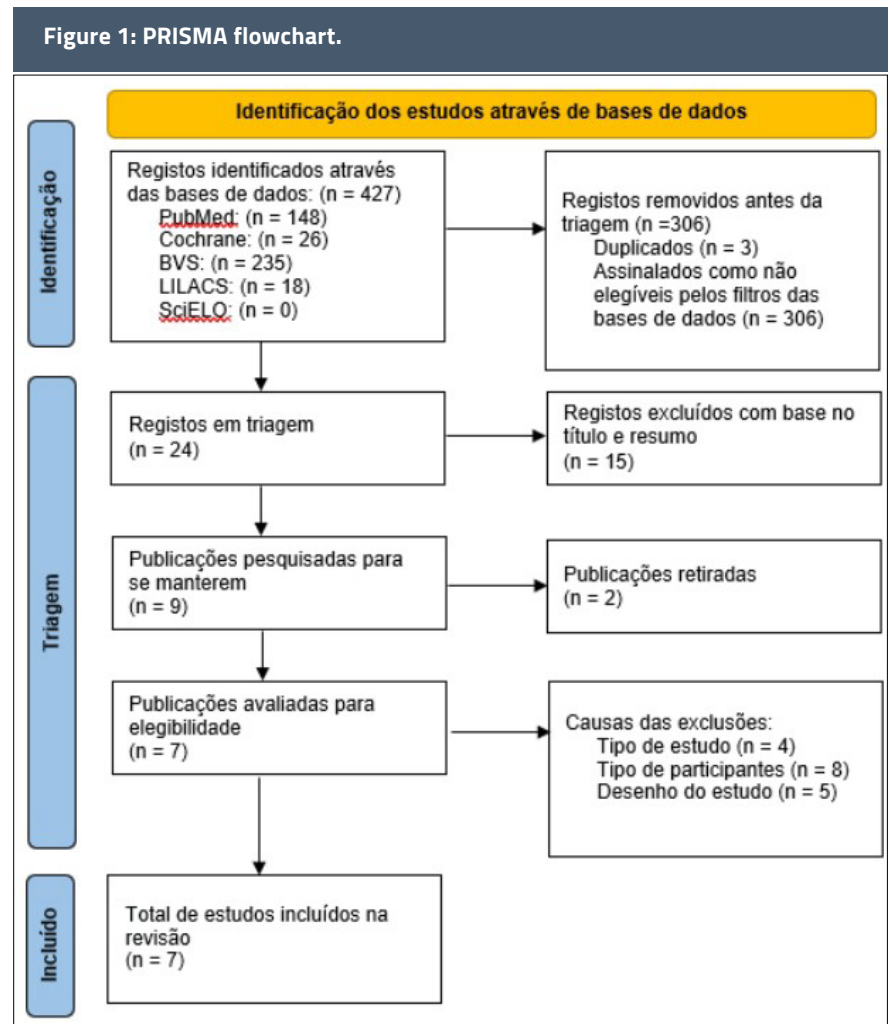 Figure 1: PRISMA flowchart.
Identificação dos estudos através de bases de dados
Identificação
Registos identificados através
das bases de dados: (n = 427)
PubMed: (n = 148)
Cochrane: (n = 26)
BVS: (n = 235)
LILACS: (n = 18)
SciELO: (n = 0)
Registos removidos antes da
triagem (n =306)
Duplicados (n = 3)
Assinalados como não
elegíveis pelos filtros das
bases de dados (n = 306)
Triagem
Registos em triagem
(n = 24)
Registos excluídos com base no
título e resumo
(n = 15)
Publicações pesquisadas para
se manterem
(n = 9)
Publicações retiradas
(n = 2)
Publicações avaliadas para
elegibilidade
(n = 7)
Causas das exclusões:
Tipo de estudo (n = 4)
Tipo de participantes (n = 8)
Desenho do estudo (n = 5)
Incluído
Total de estudos incluídos na
revisão
(n = 7)